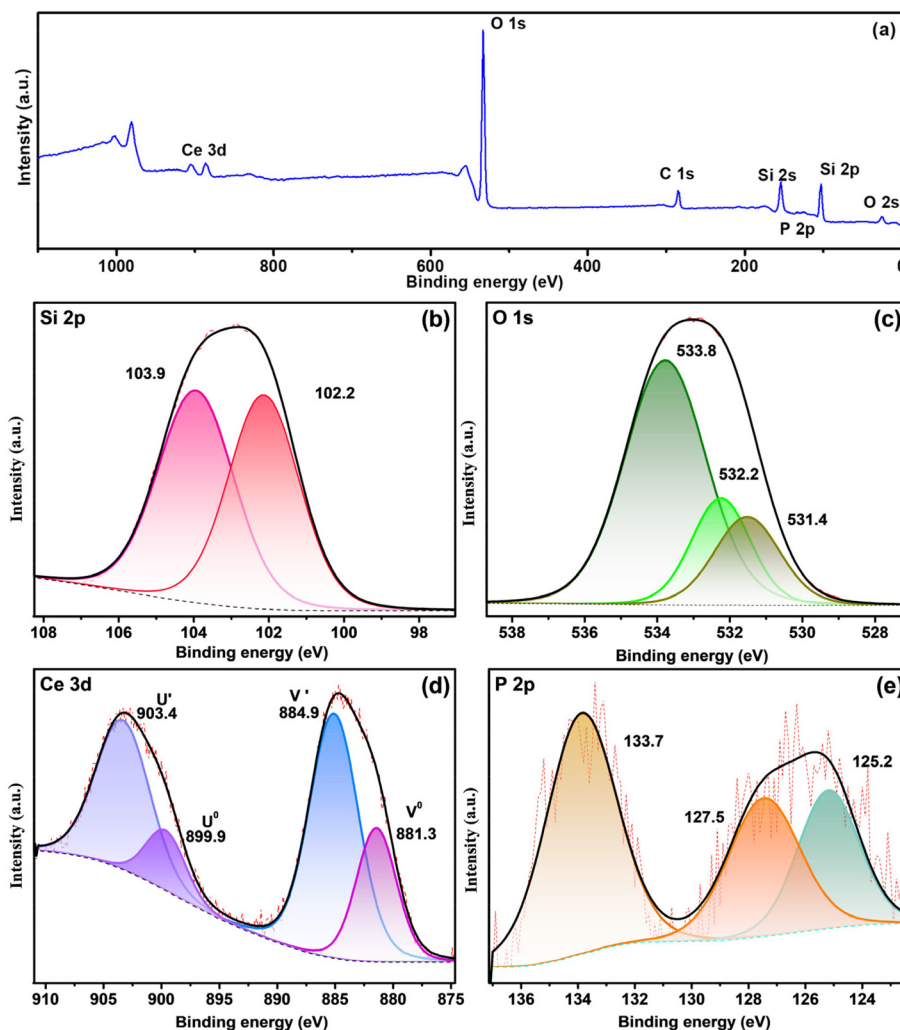 (a)
O 1s
Ce 3d
C 1s
Si 2s
Si 2p
P 2p
O 2s
Intensity (a.u.)
1000 800 600 400 200 0
Binding energy (eV)
Si 2p (b)
103.9
102.2
Intensity (a.u.)
108 106 104 102 100 98
Binding energy (eV)
O 1s (c)
533.8
532.2
531.4
Intensity (a.u.)
538 536 534 532 530 528
Binding energy (eV)
Ce 3d (d)
U'
903.4
U⁰
899.9
V '
884.9
V⁰
881.3
Intensity (a.u.)
910 905 900 895 890 885 880 875
Binding energy (eV)
P 2p (e)
133.7
127.5
125.2
Intensity (a.u.)
136 134 132 130 128 126 124
Binding energy (eV)